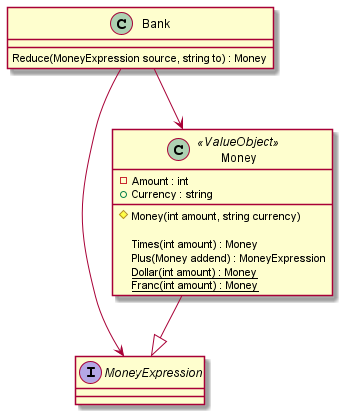 C Bank
Reduce(MoneyExpression source, string to) : Money
«ValueObject»
C Money
Amount : int
Currency : string
Money(int amount, string currency)
Times(int amount) : Money
Plus(Money addend) : MoneyExpression
Dollar(int amount) : Money
Franc(int amount) : Money
I MoneyExpression